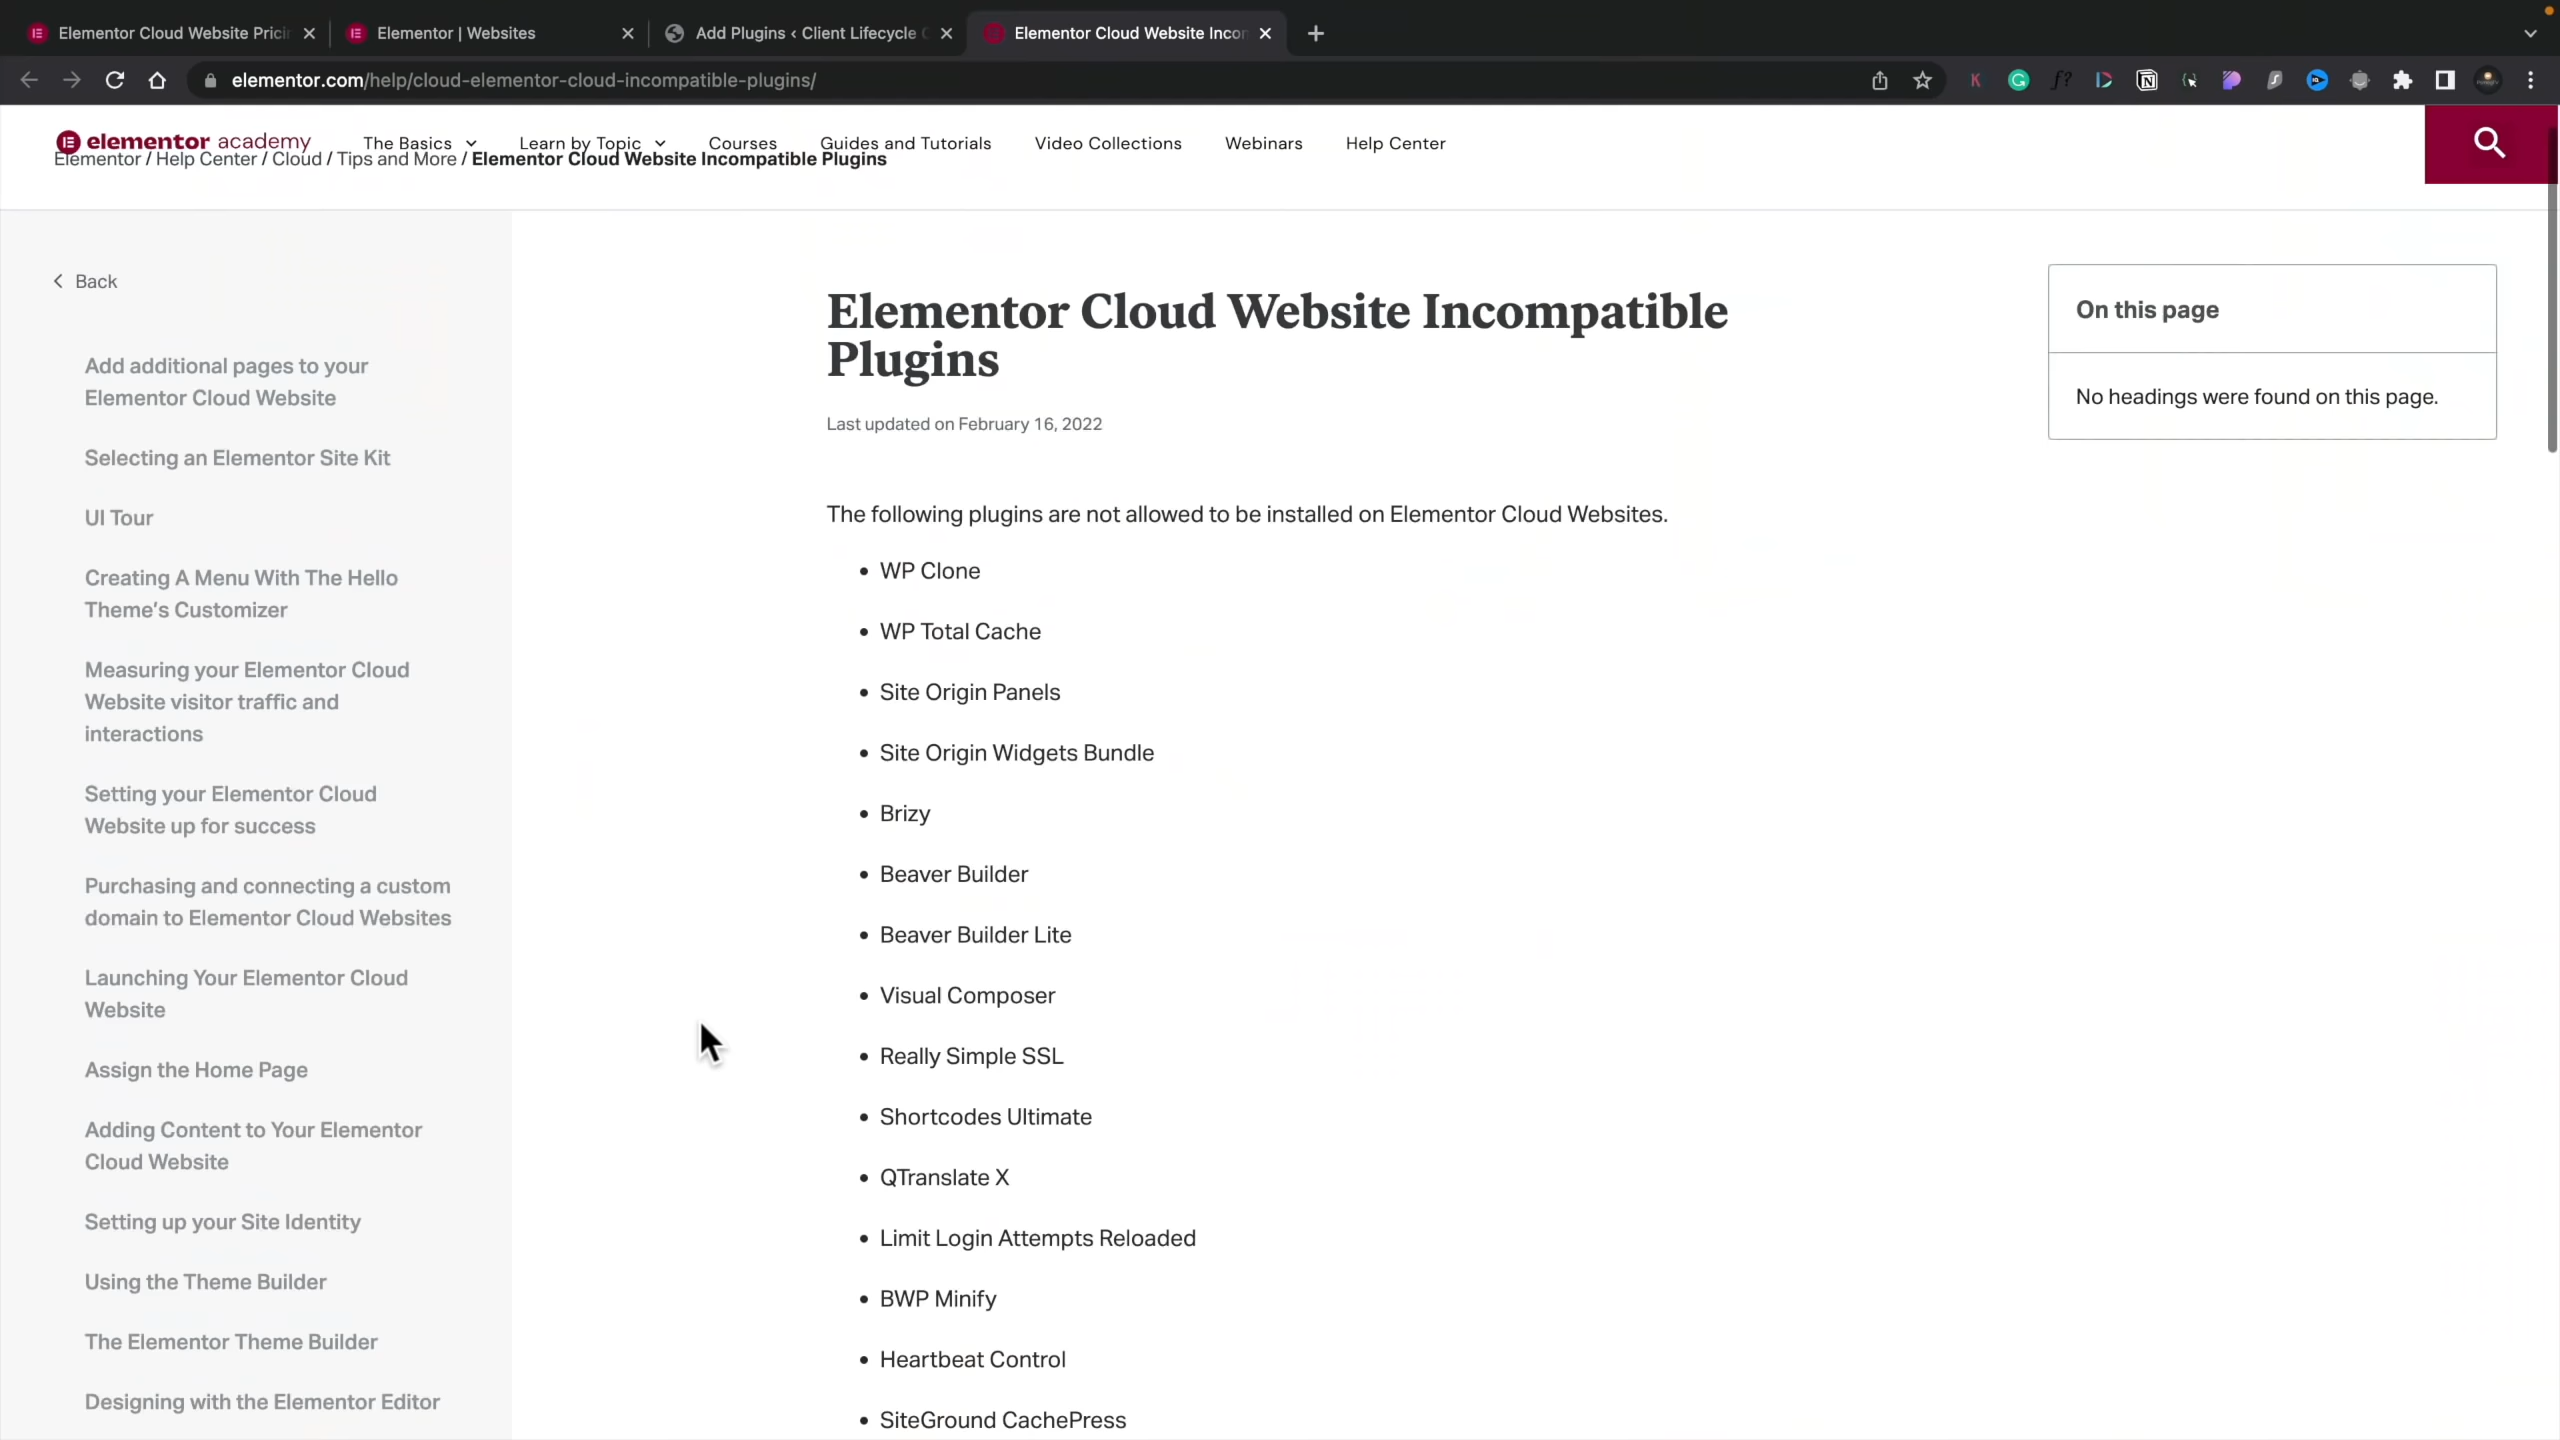 Elementor Cloud Website Prici
Elementor | Websites
Add Plugins ‹ Client Lifecycle
Elementor Cloud Website Incor
elementor.com/help/cloud-elementor-cloud-incompatible-plugins/
elementor academy
The Basics
Learn by Topic
Courses
Guides and Tutorials
Video Collections
Webinars
Help Center
Elementor / Help Center / Cloud / Tips and More / Elementor Cloud Website Incompatible Plugins
Back
Add additional pages to your
Elementor Cloud Website
Selecting an Elementor Site Kit
UI Tour
Creating A Menu With The Hello
Theme's Customizer
Measuring your Elementor Cloud
Website visitor traffic and
interactions
Setting your Elementor Cloud
Website up for success
Purchasing and connecting a custom
domain to Elementor Cloud Websites
Launching Your Elementor Cloud
Website
Assign the Home Page
Adding Content to Your Elementor
Cloud Website
Setting up your Site Identity
Using the Theme Builder
The Elementor Theme Builder
Designing with the Elementor Editor
Elementor Cloud Website Incompatible
Plugins
Last updated on February 16, 2022
The following plugins are not allowed to be installed on Elementor Cloud Websites.
• WP Clone
• WP Total Cache
• Site Origin Panels
• Site Origin Widgets Bundle
• Brizy
• Beaver Builder
• Beaver Builder Lite
• Visual Composer
• Really Simple SSL
• Shortcodes Ultimate
• QTranslate X
• Limit Login Attempts Reloaded
• BWP Minify
• Heartbeat Control
• SiteGround CachePress
On this page
No headings were found on this page.